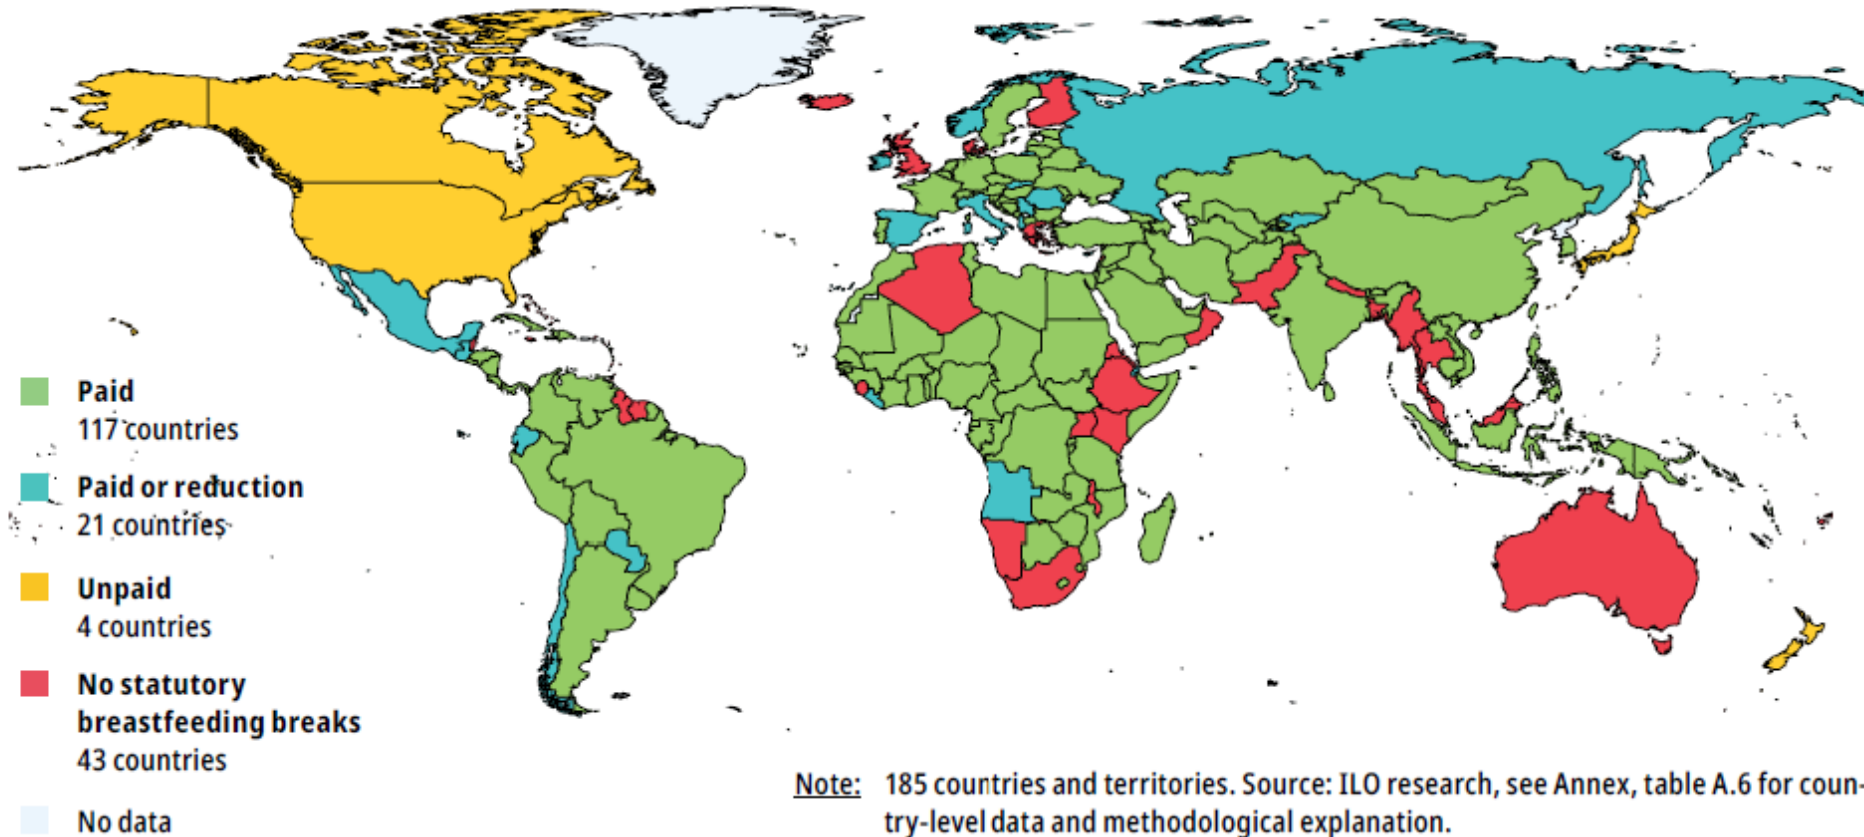 Paid
117 countries
Paid or reduction
21 countries
Unpaid
4 countries
No statutory
breastfeeding breaks
43 countries
No data
Note: 185 countries and territories. Source: ILO research, see Annex, table A.6 for coun-
try-level data and methodological explanation.